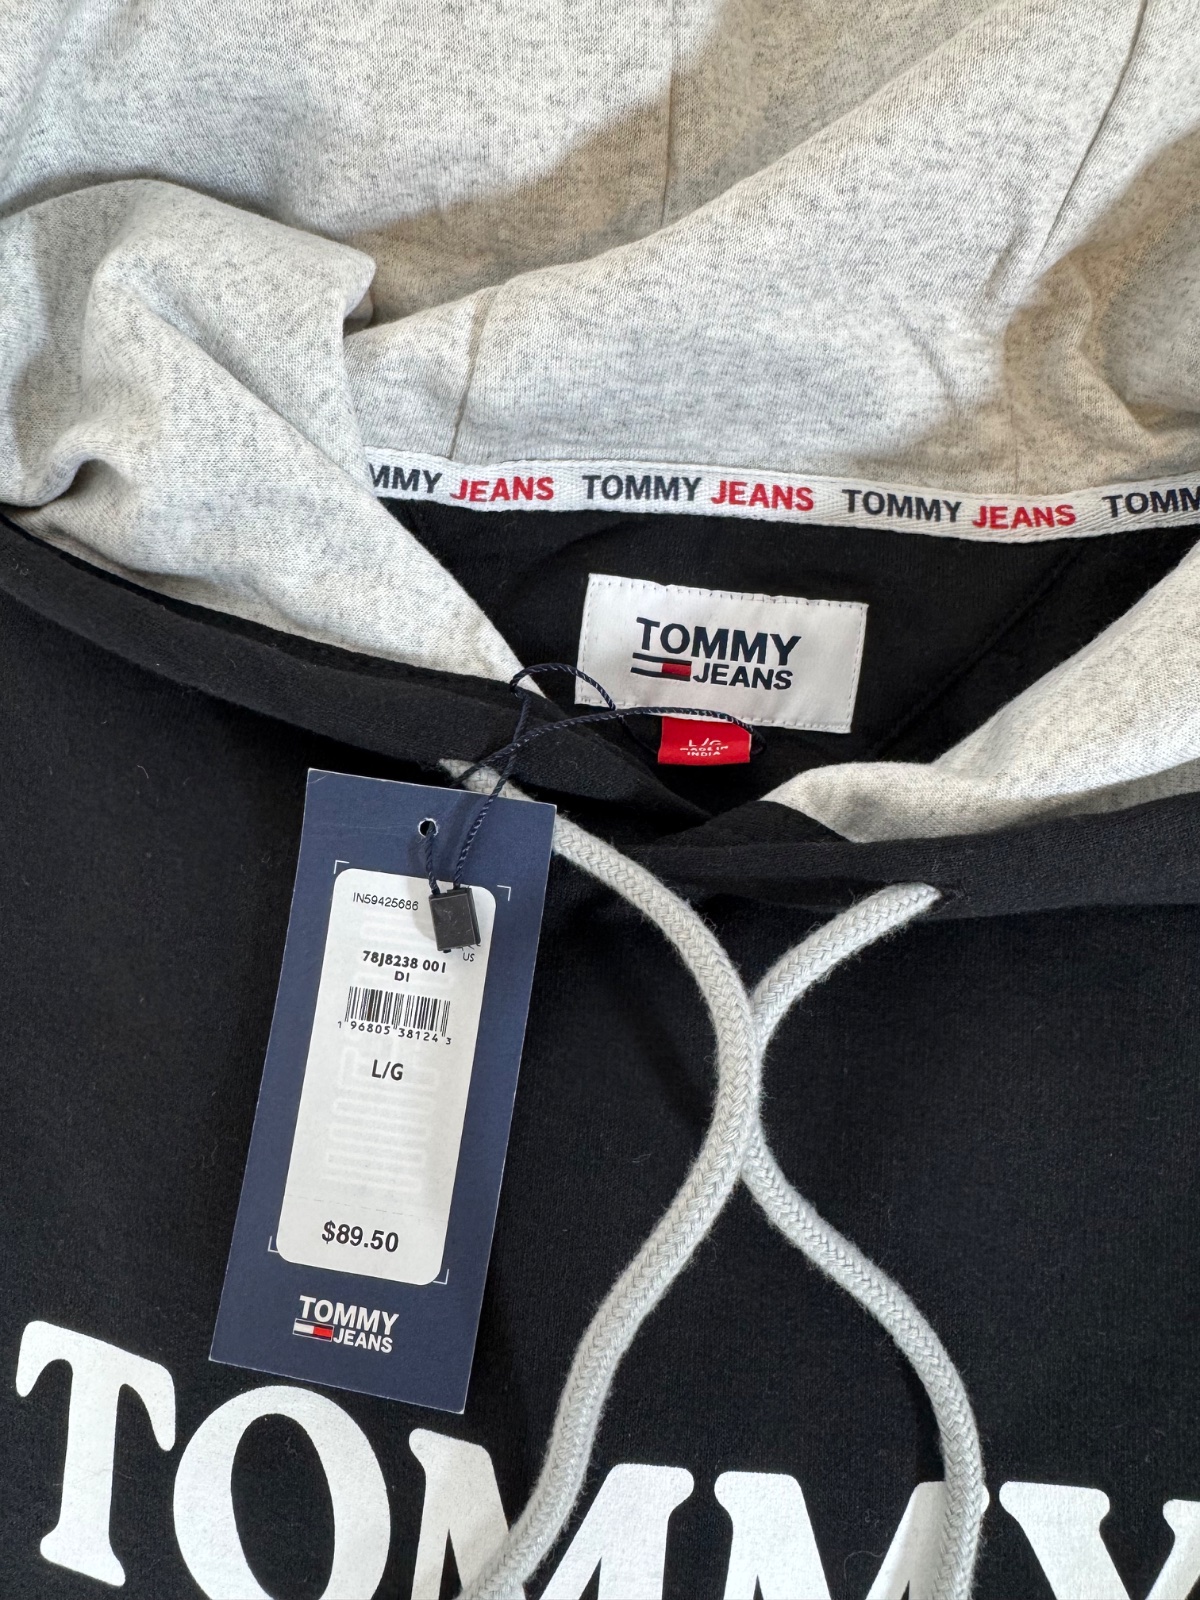 MMY JEANS TOMMY JEANS TOMMY JEANS TOMM
TOMMY
JEANS
L/G
MADE IN
INDIA
IN59425686
US
78J8238 001
DI
1 96805 38124 3
L/G
$89.50
TOMMY
JEANS
TOMMY